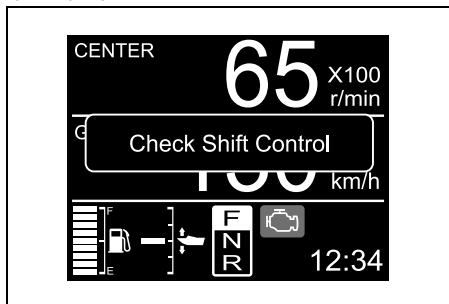 CENTER
65 X100
r/min
G
Check Shift Control
km/h
F
E
F
N
R
12:34